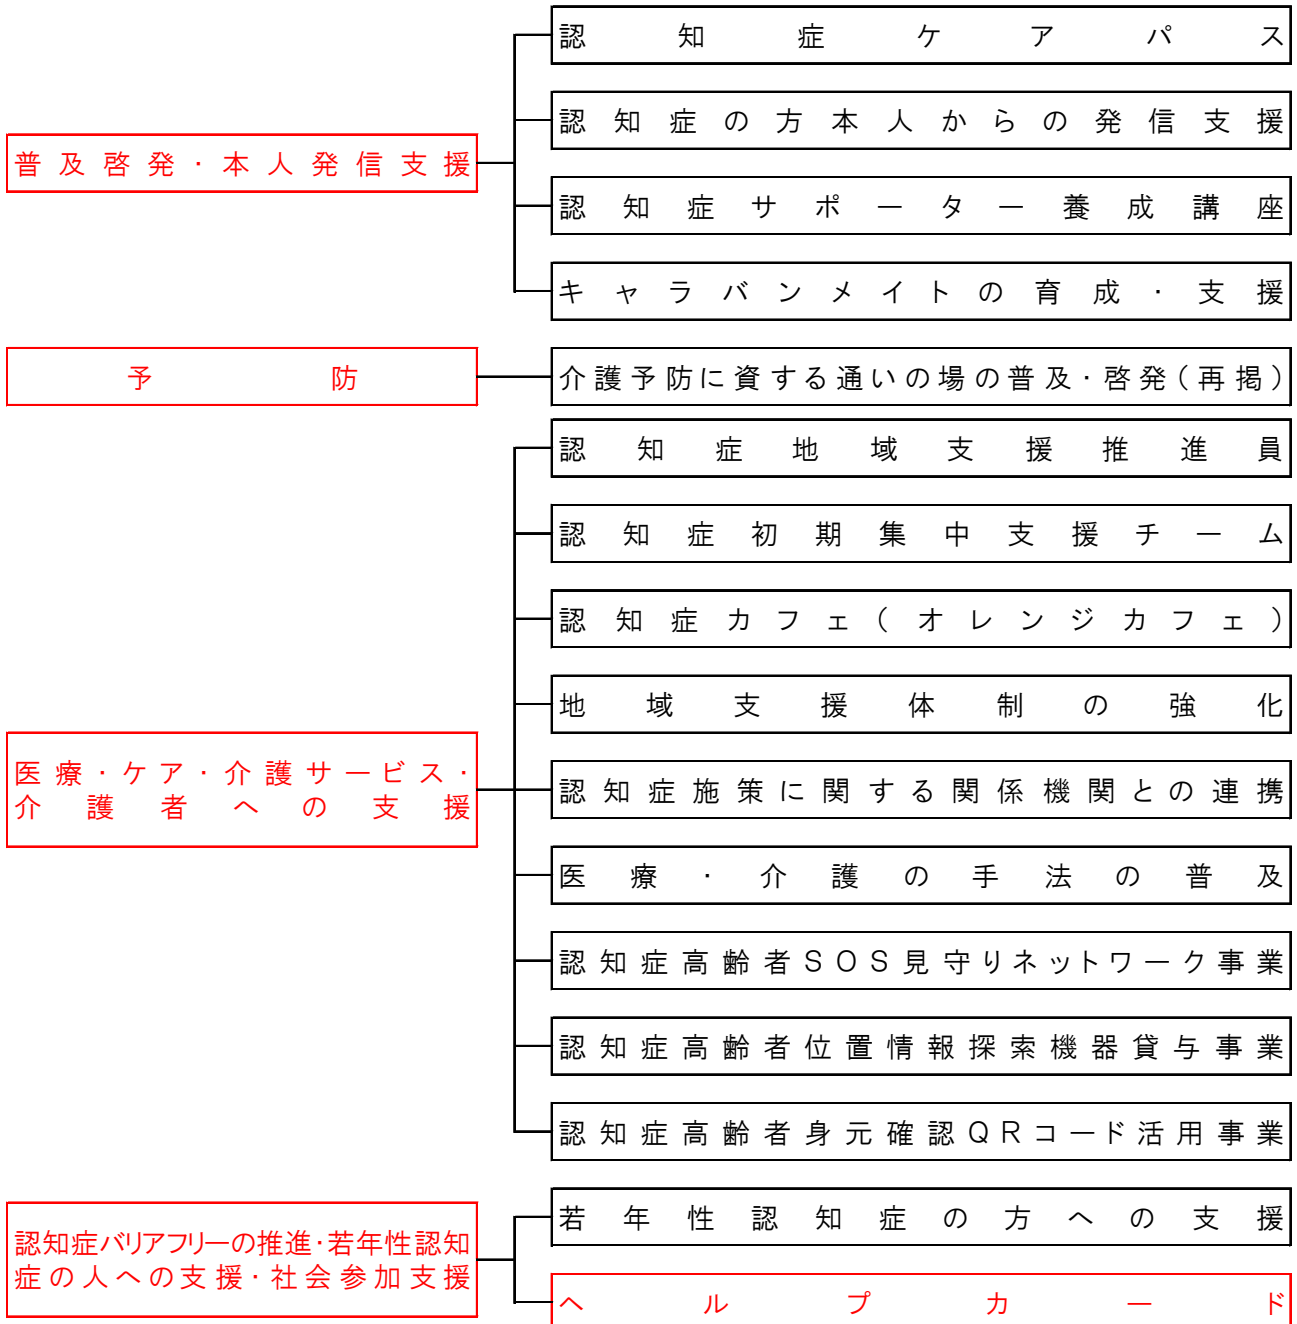 普及啓発・本人発信支援
認知症ケアパス
認知症の方本人からの発信支援
認知症サポーター養成講座
キャラバンメイトの育成・支援
予防
介護予防に資する通いの場の普及・啓発（再掲）
医療・ケア・介護サービス・
介護者への支援
認知症地域支援推進員
認知症初期集中支援チーム
認知症カフェ（オレンジカフェ）
地域支援体制の強化
認知症施策に関する関係機関との連携
医療・介護の手法の普及
認知症高齢者SOS見守りネットワーク事業
認知症高齢者位置情報探索機器貸与事業
認知症高齢者身元確認QRコード活用事業
認知症バリアフリーの推進・若年性認知
症の人への支援・社会参加支援
若年性認知症の方への支援
ヘルプカード